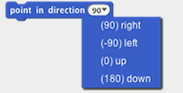 point in direction 90▾
(90) right
(-90) left
(0) up
(180) down